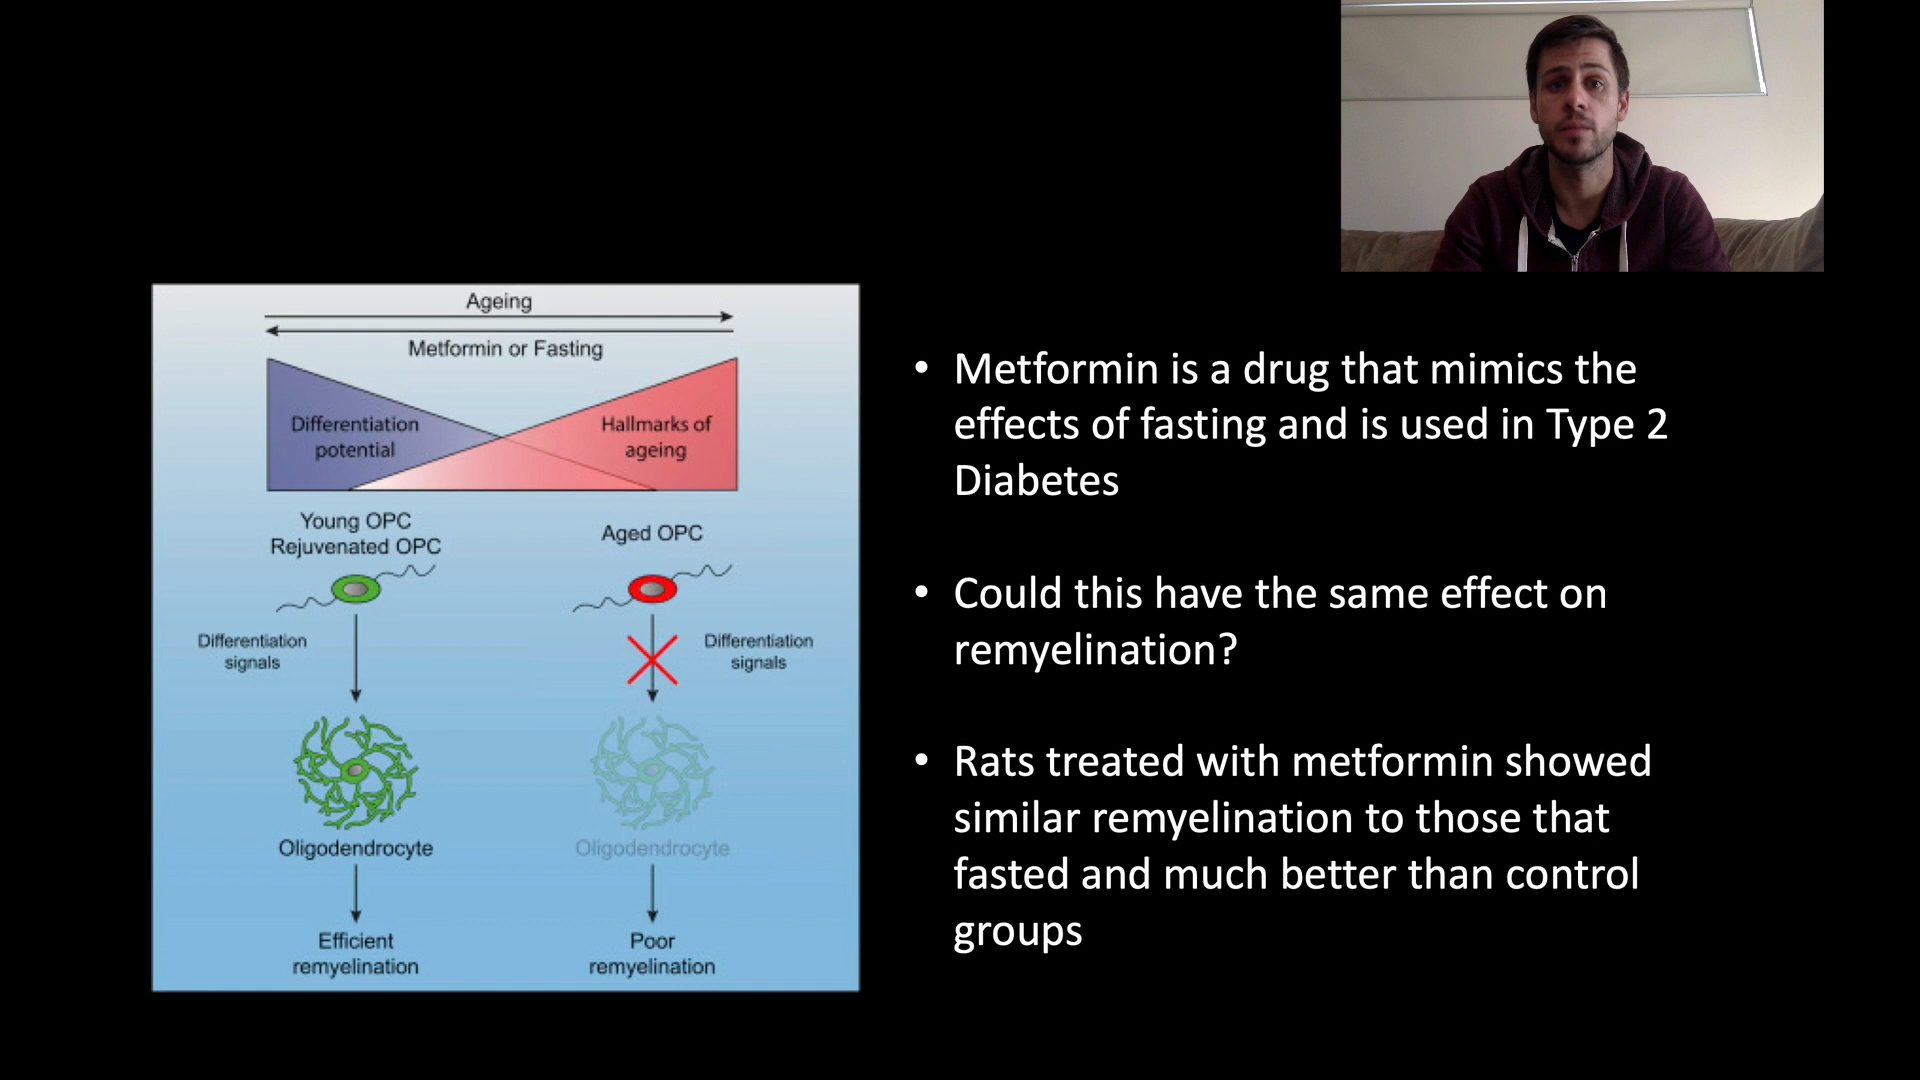 Ageing
Metformin or Fasting
Differentiation
potential
Hallmarks of
ageing
Young OPC
Rejuvenated OPC
Aged OPC
Differentiation
signals
Differentiation
signals
Oligodendrocyte
Oligodendrocyte
Efficient
remyelination
Poor
remyelination
• Metformin is a drug that mimics the
effects of fasting and is used in Type 2
Diabetes
• Could this have the same effect on
remyelination?
• Rats treated with metformin showed
similar remyelination to those that
fasted and much better than control
groups